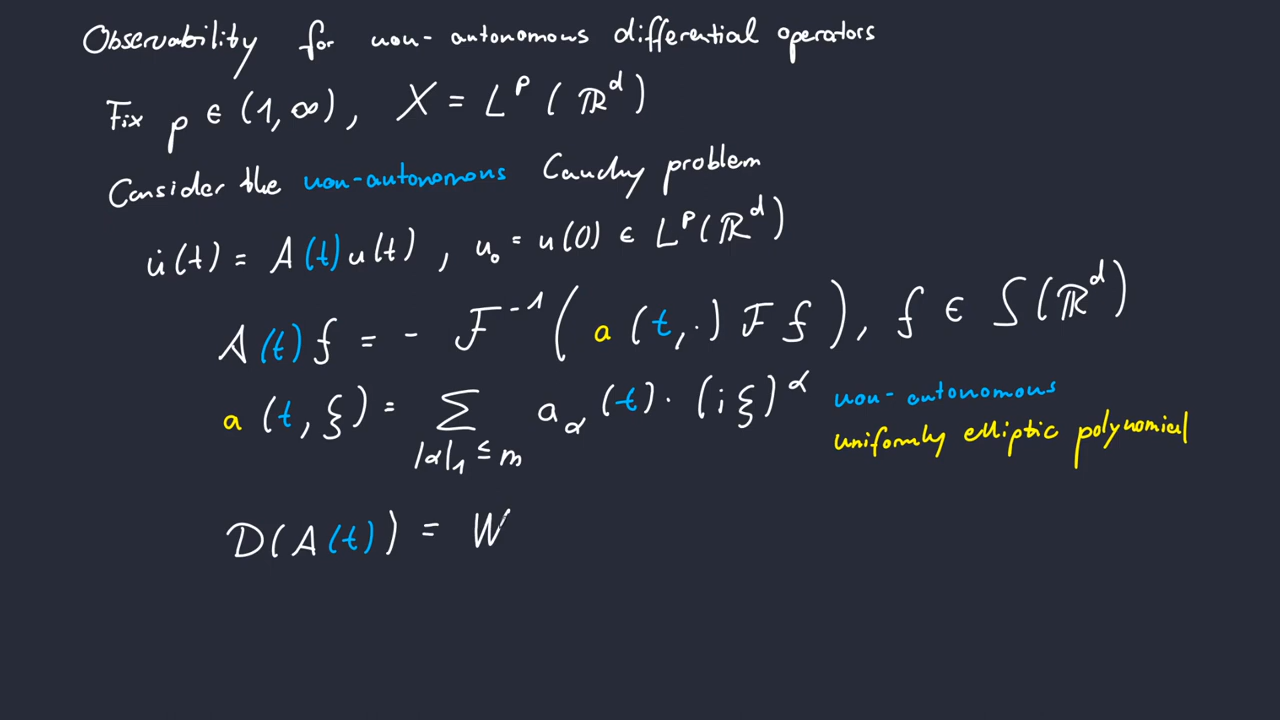 Observability for non-autonomous differential operators
Fix p ∈ (1,∞), X = L^p(ℝ^d)
Consider the non-autonomous Cauchy problem
u̇(t) = A(t)u(t), u₀ = u(0) ∈ L^p(ℝ^d)
A(t)f = - ℱ^{-1}(a(t,·)ℱf), f ∈ S(ℝ^d)
a(t,ξ) = ∑_{|α|₁ ≤ m} a_α(t)·(iξ)^α non-autonomous
uniformly elliptic polynomial
D(A(t)) = W